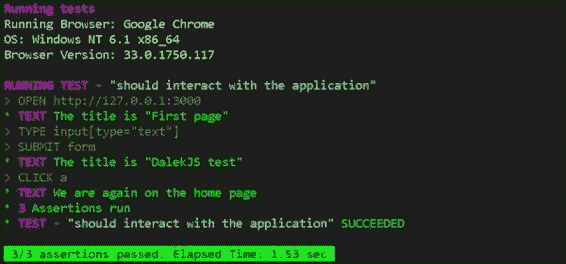 Running tests
Running Browser: Google Chrome
OS: Windows NT 6.1 x86_64
Browser Version: 33.0.1750.117
RUNNING TEST - "should interact with the application"
> OPEN http://127.0.0.1:3000
* TEXT The title is "First page"
> TYPE input[type="text"]
> SUBMIT form
* TEXT The title is "DalekJS test"
> CLICK a
* TEXT We are again on the home page
* 3 Assertions run
* TEST - "should interact with the application" SUCCEEDED
3/3 assertions passed. Elapsed Time: 1.53 sec